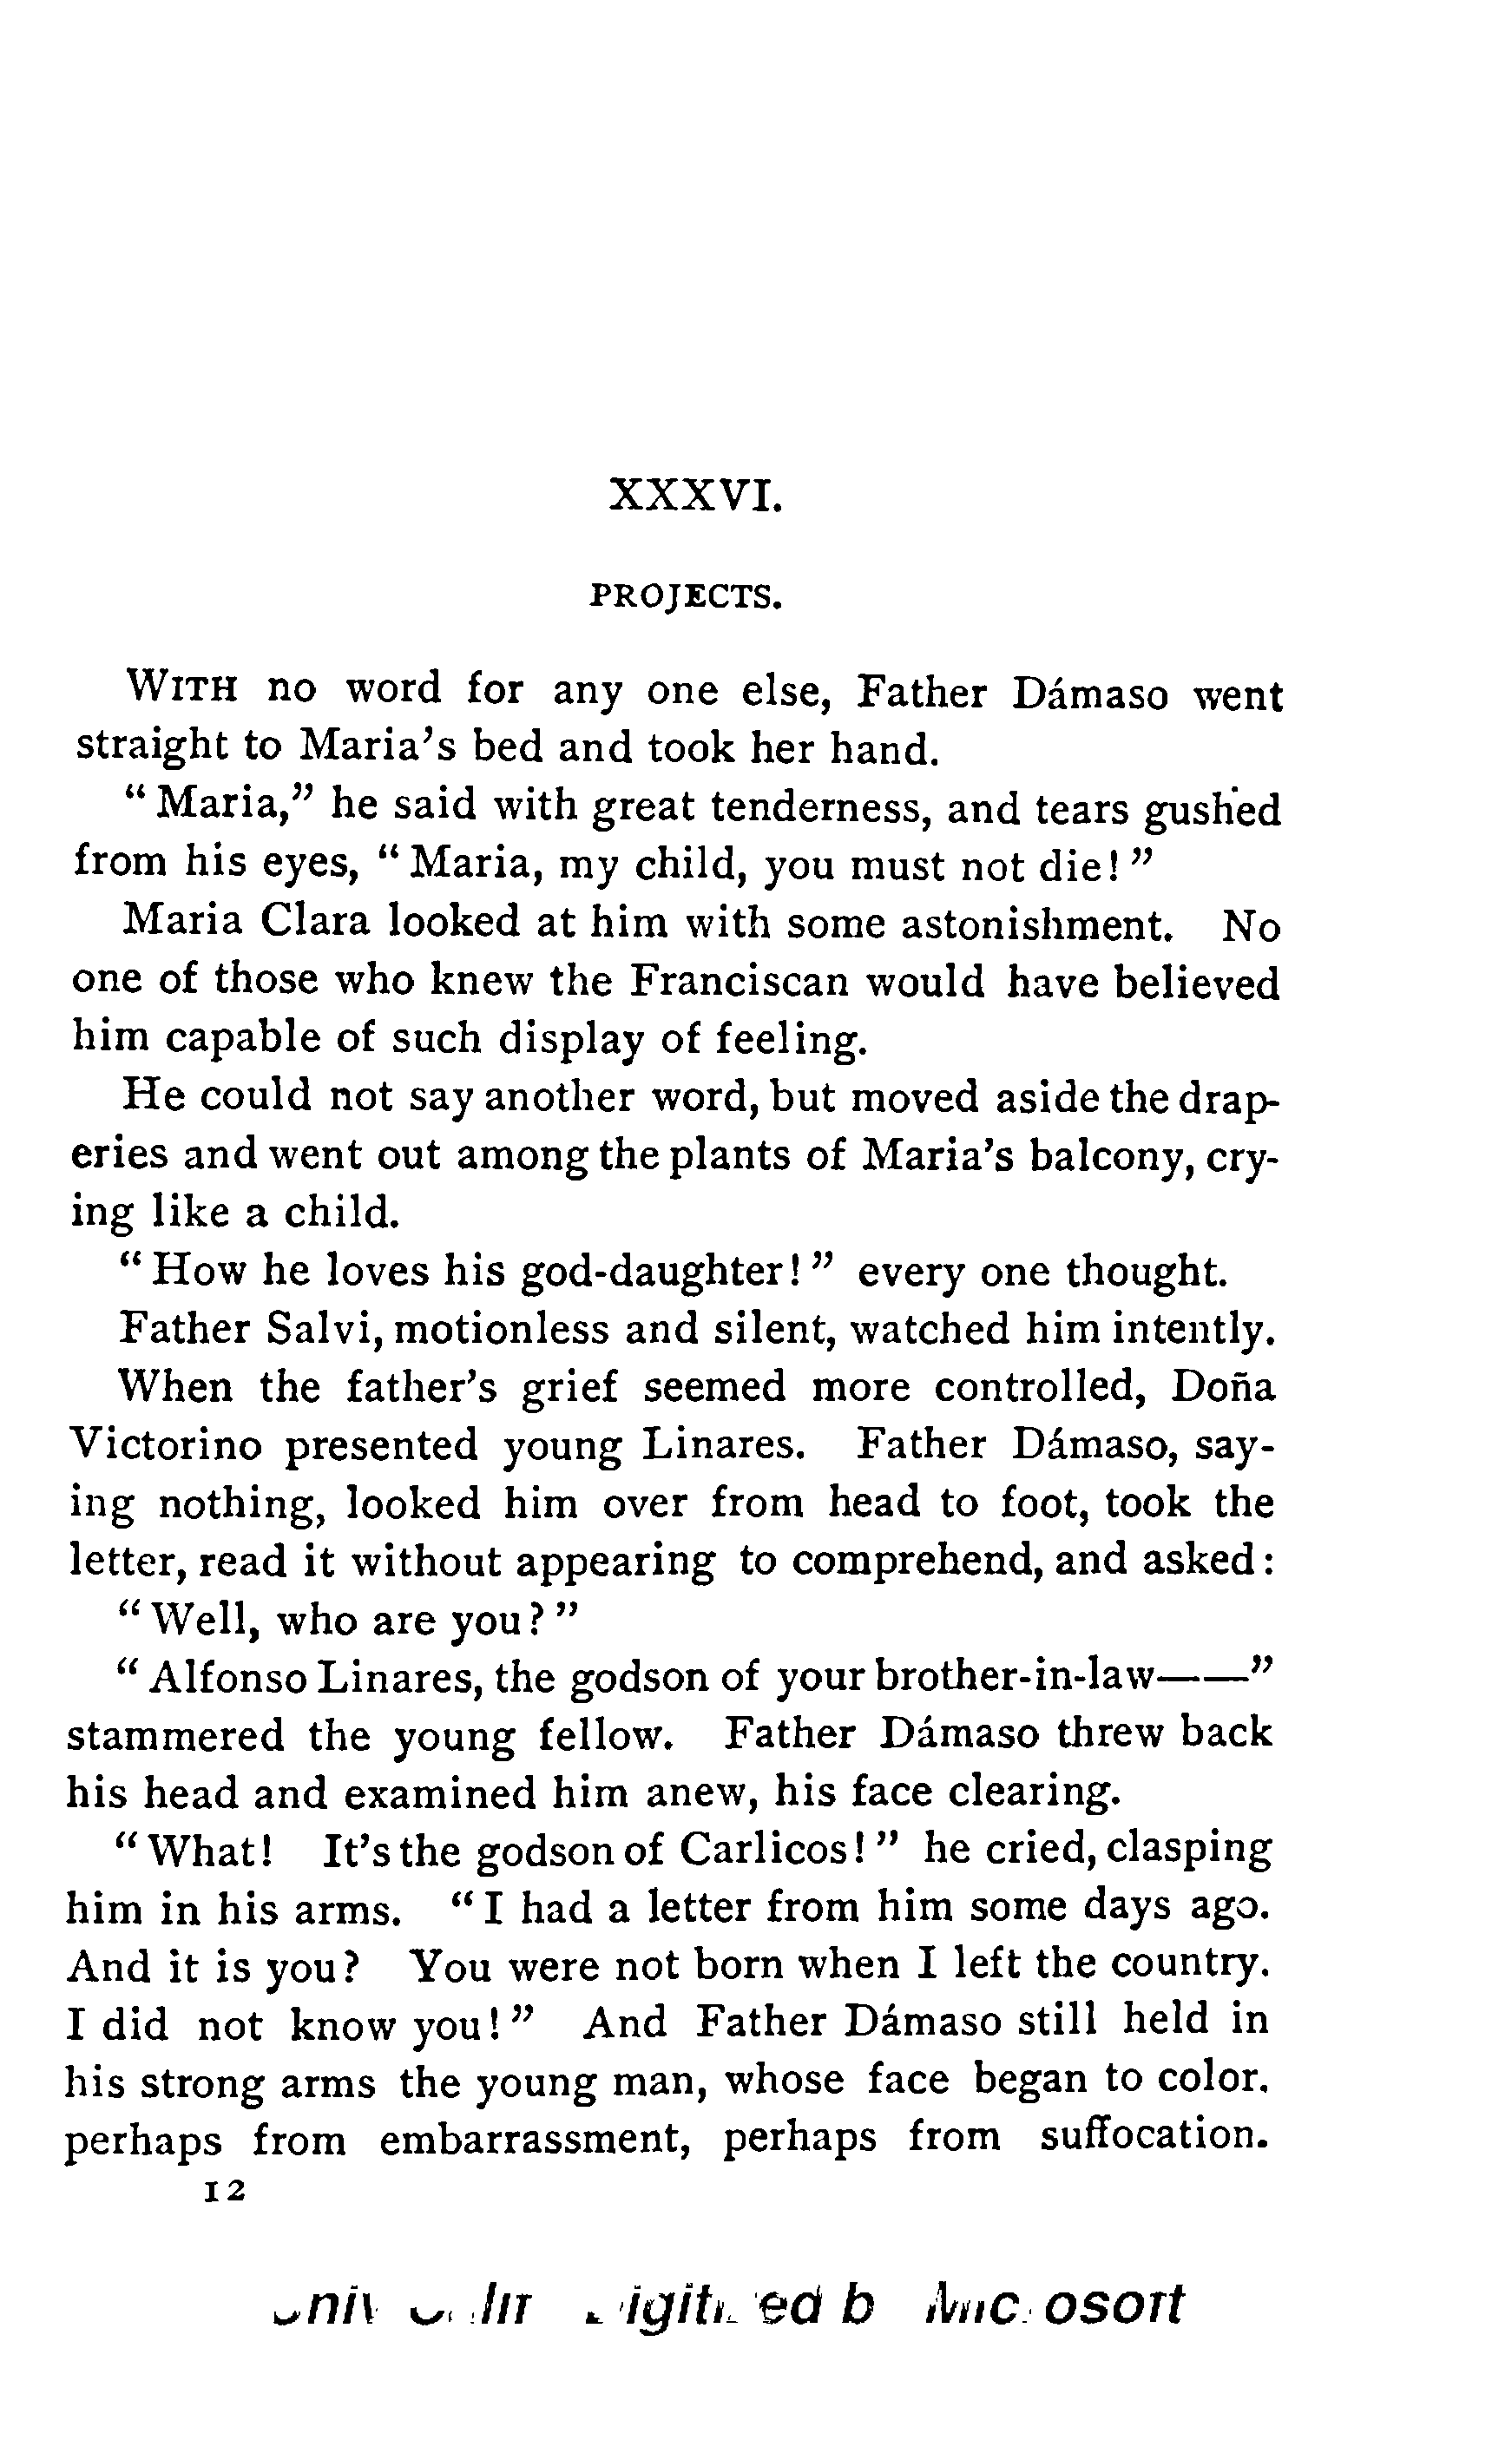 XXXVI.
PROJECTS.
WITH no word for any one else, Father Dámaso went
straight to Maria's bed and took her hand.
“Maria,” he said with great tenderness, and tears gushed
from his eyes, “Maria, my child, you must not die!”
Maria Clara looked at him with some astonishment. No
one of those who knew the Franciscan would have believed
him capable of such display of feeling.
He could not say another word, but moved aside the drap-
eries and went out among the plants of Maria's balcony, cry-
ing like a child.
“How he loves his god-daughter!” every one thought.
Father Salvi, motionless and silent, watched him intently.
When the father's grief seemed more controlled, Doña
Victorino presented young Linares. Father Dámaso, say-
ing nothing, looked him over from head to foot, took the
letter, read it without appearing to comprehend, and asked:
“Well, who are you?”
“Alfonso Linares, the godson of your brother-in-law——”
stammered the young fellow. Father Dámaso threw back
his head and examined him anew, his face clearing.
“What! It's the godson of Carlicos!” he cried, clasping
him in his arms. “I had a letter from him some days ago.
And it is you? You were not born when I left the country.
I did not know you!” And Father Dámaso still held in
his strong arms the young man, whose face began to color.
perhaps from embarrassment, perhaps from suffocation.
12